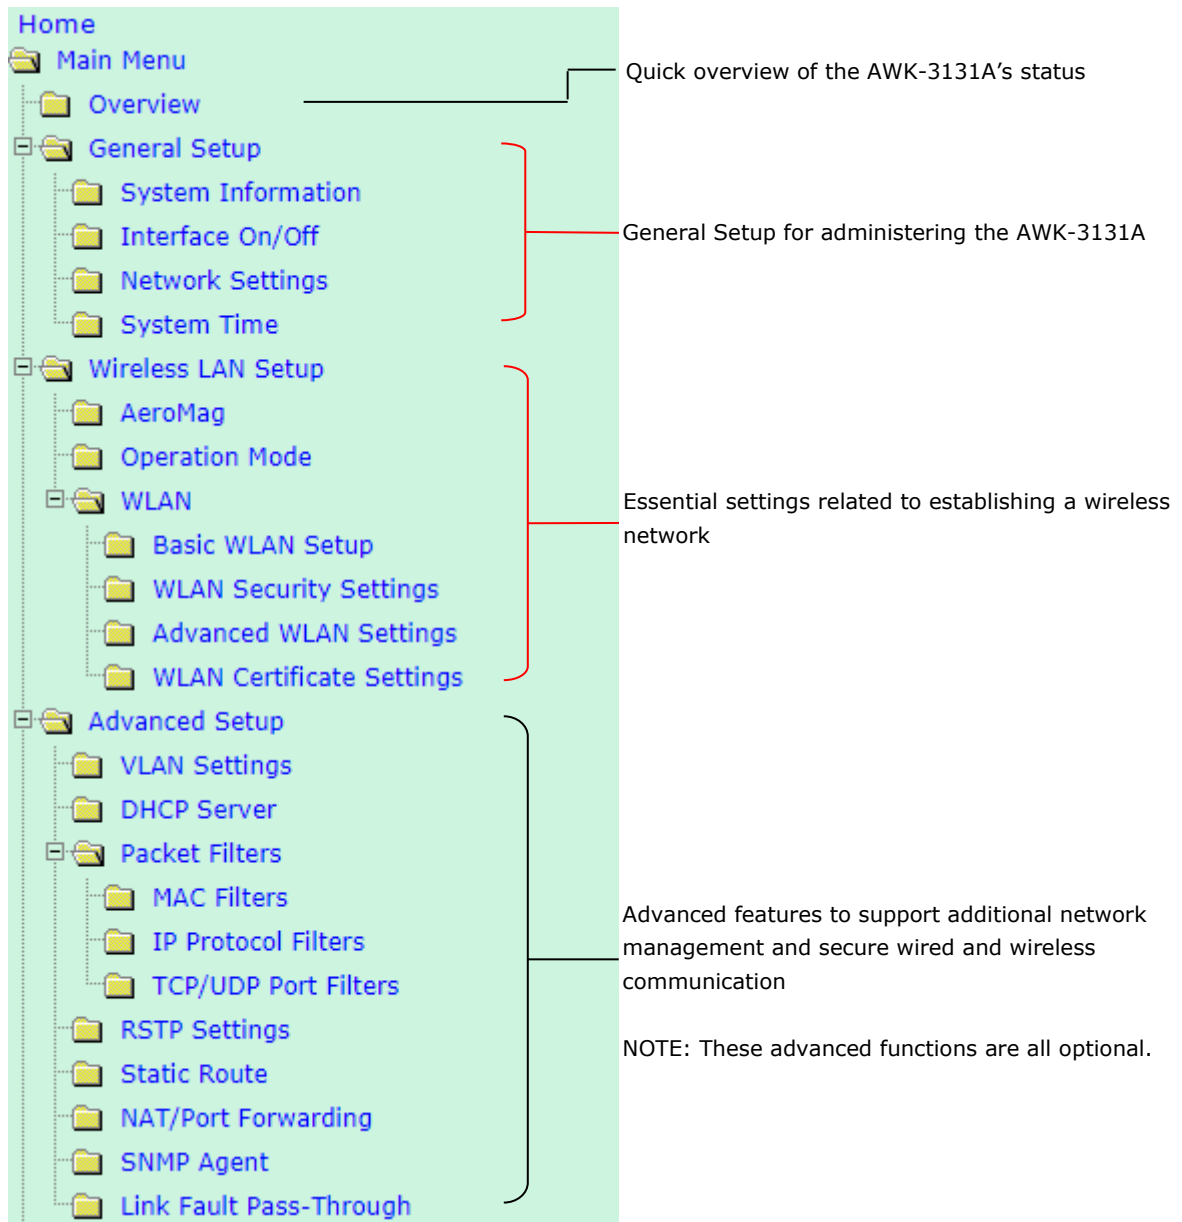 Home
Main Menu
Overview
Quick overview of the AWK-3131A’s status
General Setup
System Information
Interface On/Off
Network Settings
System Time
General Setup for administering the AWK-3131A
Wireless LAN Setup
AeroMag
Operation Mode
WLAN
Basic WLAN Setup
WLAN Security Settings
Advanced WLAN Settings
WLAN Certificate Settings
Essential settings related to establishing a wireless
network
Advanced Setup
VLAN Settings
DHCP Server
Packet Filters
MAC Filters
IP Protocol Filters
TCP/UDP Port Filters
RSTP Settings
Static Route
NAT/Port Forwarding
SNMP Agent
Link Fault Pass-Through
Advanced features to support additional network
management and secure wired and wireless
communication
NOTE: These advanced functions are all optional.